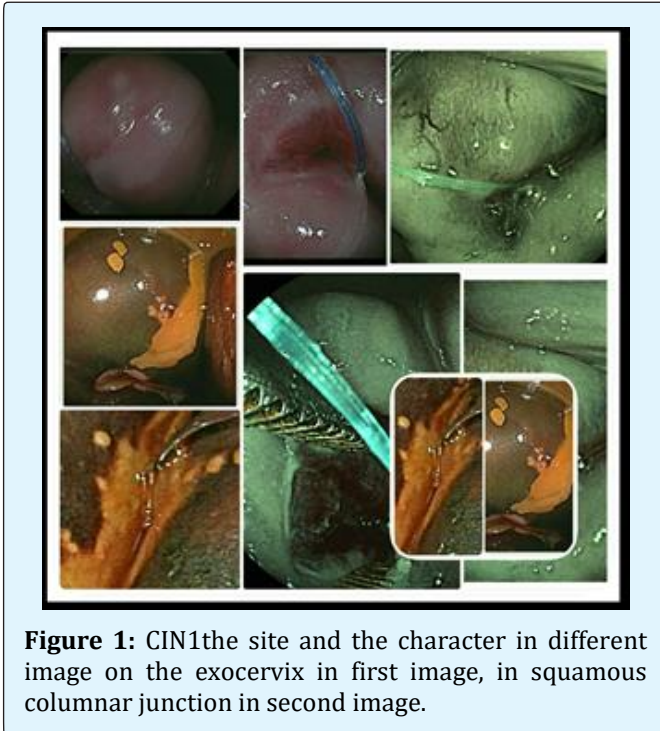 Figure 1: CIN1the site and the character in different
image on the exocervix in first image, in squamous
columnar junction in second image.